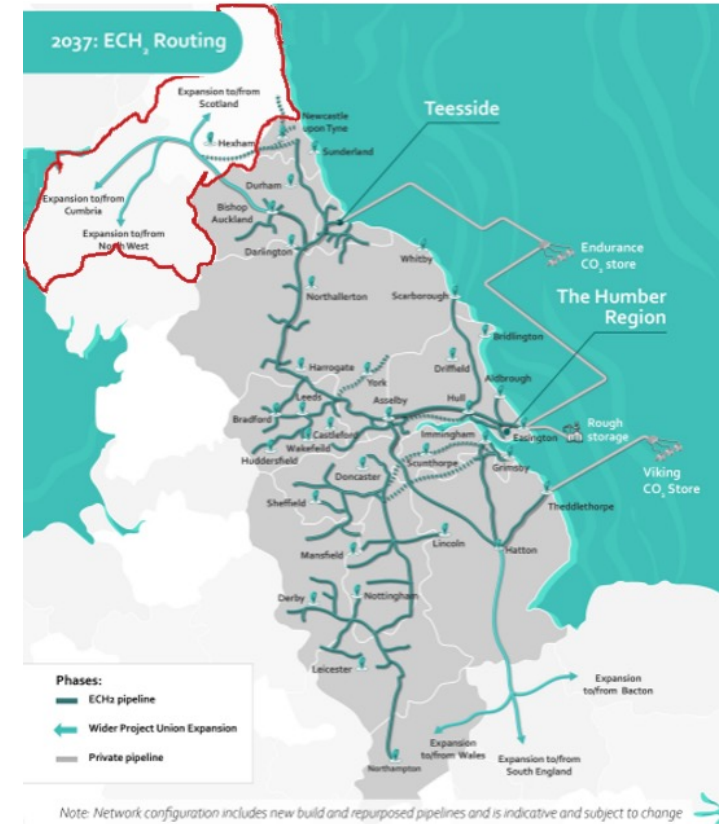 2037: ECH₂ Routing
Expansion to/from
Scotland
Newcastle
upon Tyne
Teesside
Hexham
Sunderland
Durham
Expansion to/from
Cumbria
Bishop
Auckland
Expansion to/from
North West
Darlington
Whitby
Endurance
CO₂ store
Northallerton
Scarborough
The Humber
Region
Bridlington
Harrogate
York
Driffield
Aldbrough
Leeds
Asselby
Hull
Bradford
Castleford
Immingham
Easington
Rough
storage
Wakefeild
Huddersfield
Scunthorpe
Grimsby
Doncaster
Viking
CO₂ Store
Sheffield
Theddlethorpe
Lincoln
Hatton
Mansfield
Derby
Nottingham
Leicester
Phases:
ECH2 pipeline
Wider Project Union Expansion
Private pipeline
Expansion
to/from Bacton
Expansion
to/from Wales
Expansion to/from
South England
Northampton
Note: Network configuration includes new build and repurposed pipelines and is indicative and subject to change